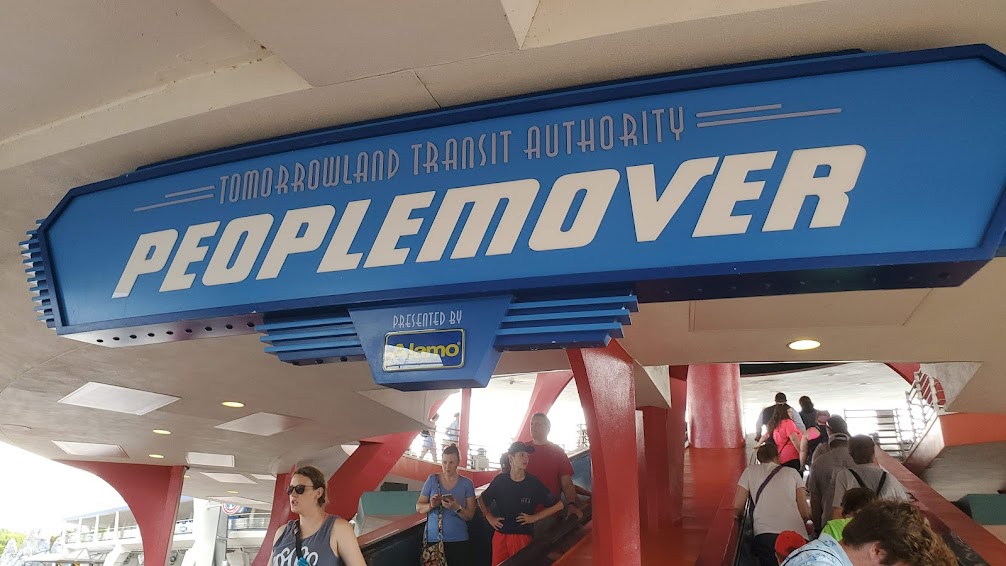 TOMORROWLAND TRANSIT AUTHORITY
PEOPLEMOVER
PRESENTED BY
Alamo